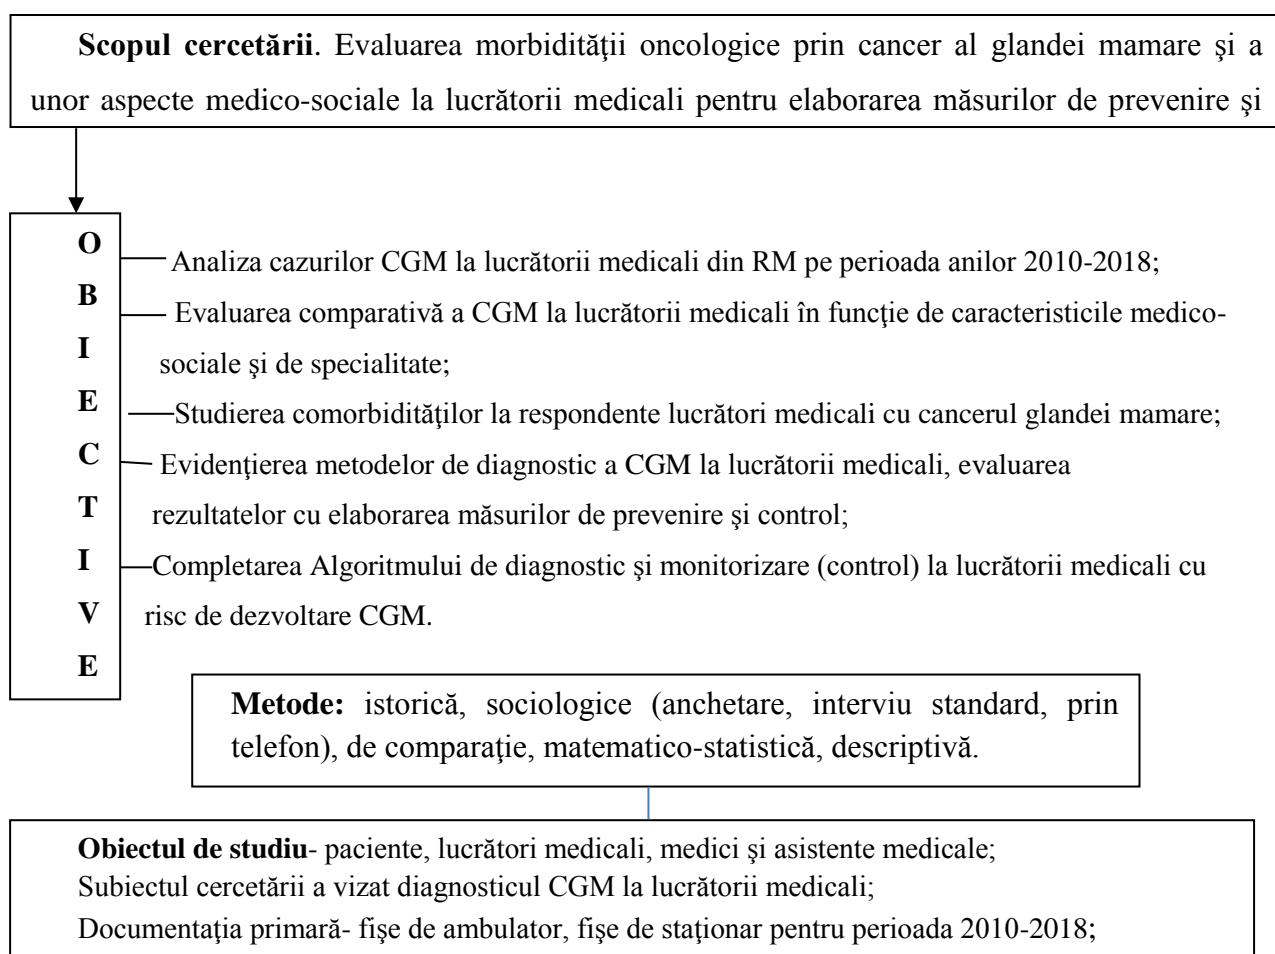 Scopul cercetării. Evaluarea morbidităţii oncologice prin cancer al glandei mamare şi a
unor aspecte medico-sociale la lucrătorii medicali pentru elaborarea măsurilor de prevenire şi
O
B
I
E
C
T
I
V
E
Analiza cazurilor CGM la lucrătorii medicali din RM pe perioada anilor 2010-2018;
Evaluarea comparativă a CGM la lucrătorii medicali în funcţie de caracteristicile medico-
sociale şi de specialitate;
Studierea comorbidităţilor la respondente lucrători medicali cu cancerul glandei mamare;
Evidenţierea metodelor de diagnostic a CGM la lucrătorii medicali, evaluarea
rezultatelor cu elaborarea măsurilor de prevenire şi control;
Completarea Algoritmului de diagnostic şi monitorizare (control) la lucrătorii medicali cu
risc de dezvoltare CGM.
Metode: istorică, sociologice (anchetare, interviu standard, prin
telefon), de comparaţie, matematico-statistică, descriptivă.
Obiectul de studiu- paciente, lucrători medicali, medici şi asistente medicale;
Subiectul cercetării a vizat diagnosticul CGM la lucrătorii medicali;
Documentaţia primară- fişe de ambulator, fişe de staţionar pentru perioada 2010-2018;